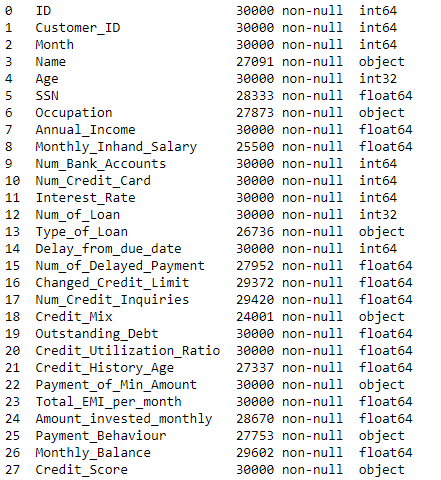 0 ID 30000 non-null int64
1 Customer_ID 30000 non-null int64
2 Month 30000 non-null int64
3 Name 27091 non-null object
4 Age 30000 non-null int32
5 SSN 28333 non-null float64
6 Occupation 27873 non-null object
7 Annual_Income 30000 non-null float64
8 Monthly_Inhand_Salary 25500 non-null float64
9 Num_Bank_Accounts 30000 non-null int64
10 Num_Credit_Card 30000 non-null int64
11 Interest_Rate 30000 non-null int64
12 Num_of_Loan 30000 non-null int32
13 Type_of_Loan 26736 non-null object
14 Delay_from_due_date 30000 non-null int64
15 Num_of_Delayed_Payment 27952 non-null float64
16 Changed_Credit_Limit 29372 non-null float64
17 Num_Credit_Inquiries 29420 non-null float64
18 Credit_Mix 24001 non-null object
19 Outstanding_Debt 30000 non-null float64
20 Credit_Utilization_Ratio 30000 non-null float64
21 Credit_History_Age 27337 non-null float64
22 Payment_of_Min_Amount 30000 non-null object
23 Total_EMI_per_month 30000 non-null float64
24 Amount_invested_monthly 28670 non-null float64
25 Payment_Behaviour 27753 non-null object
26 Monthly_Balance 29602 non-null float64
27 Credit_Score 30000 non-null object